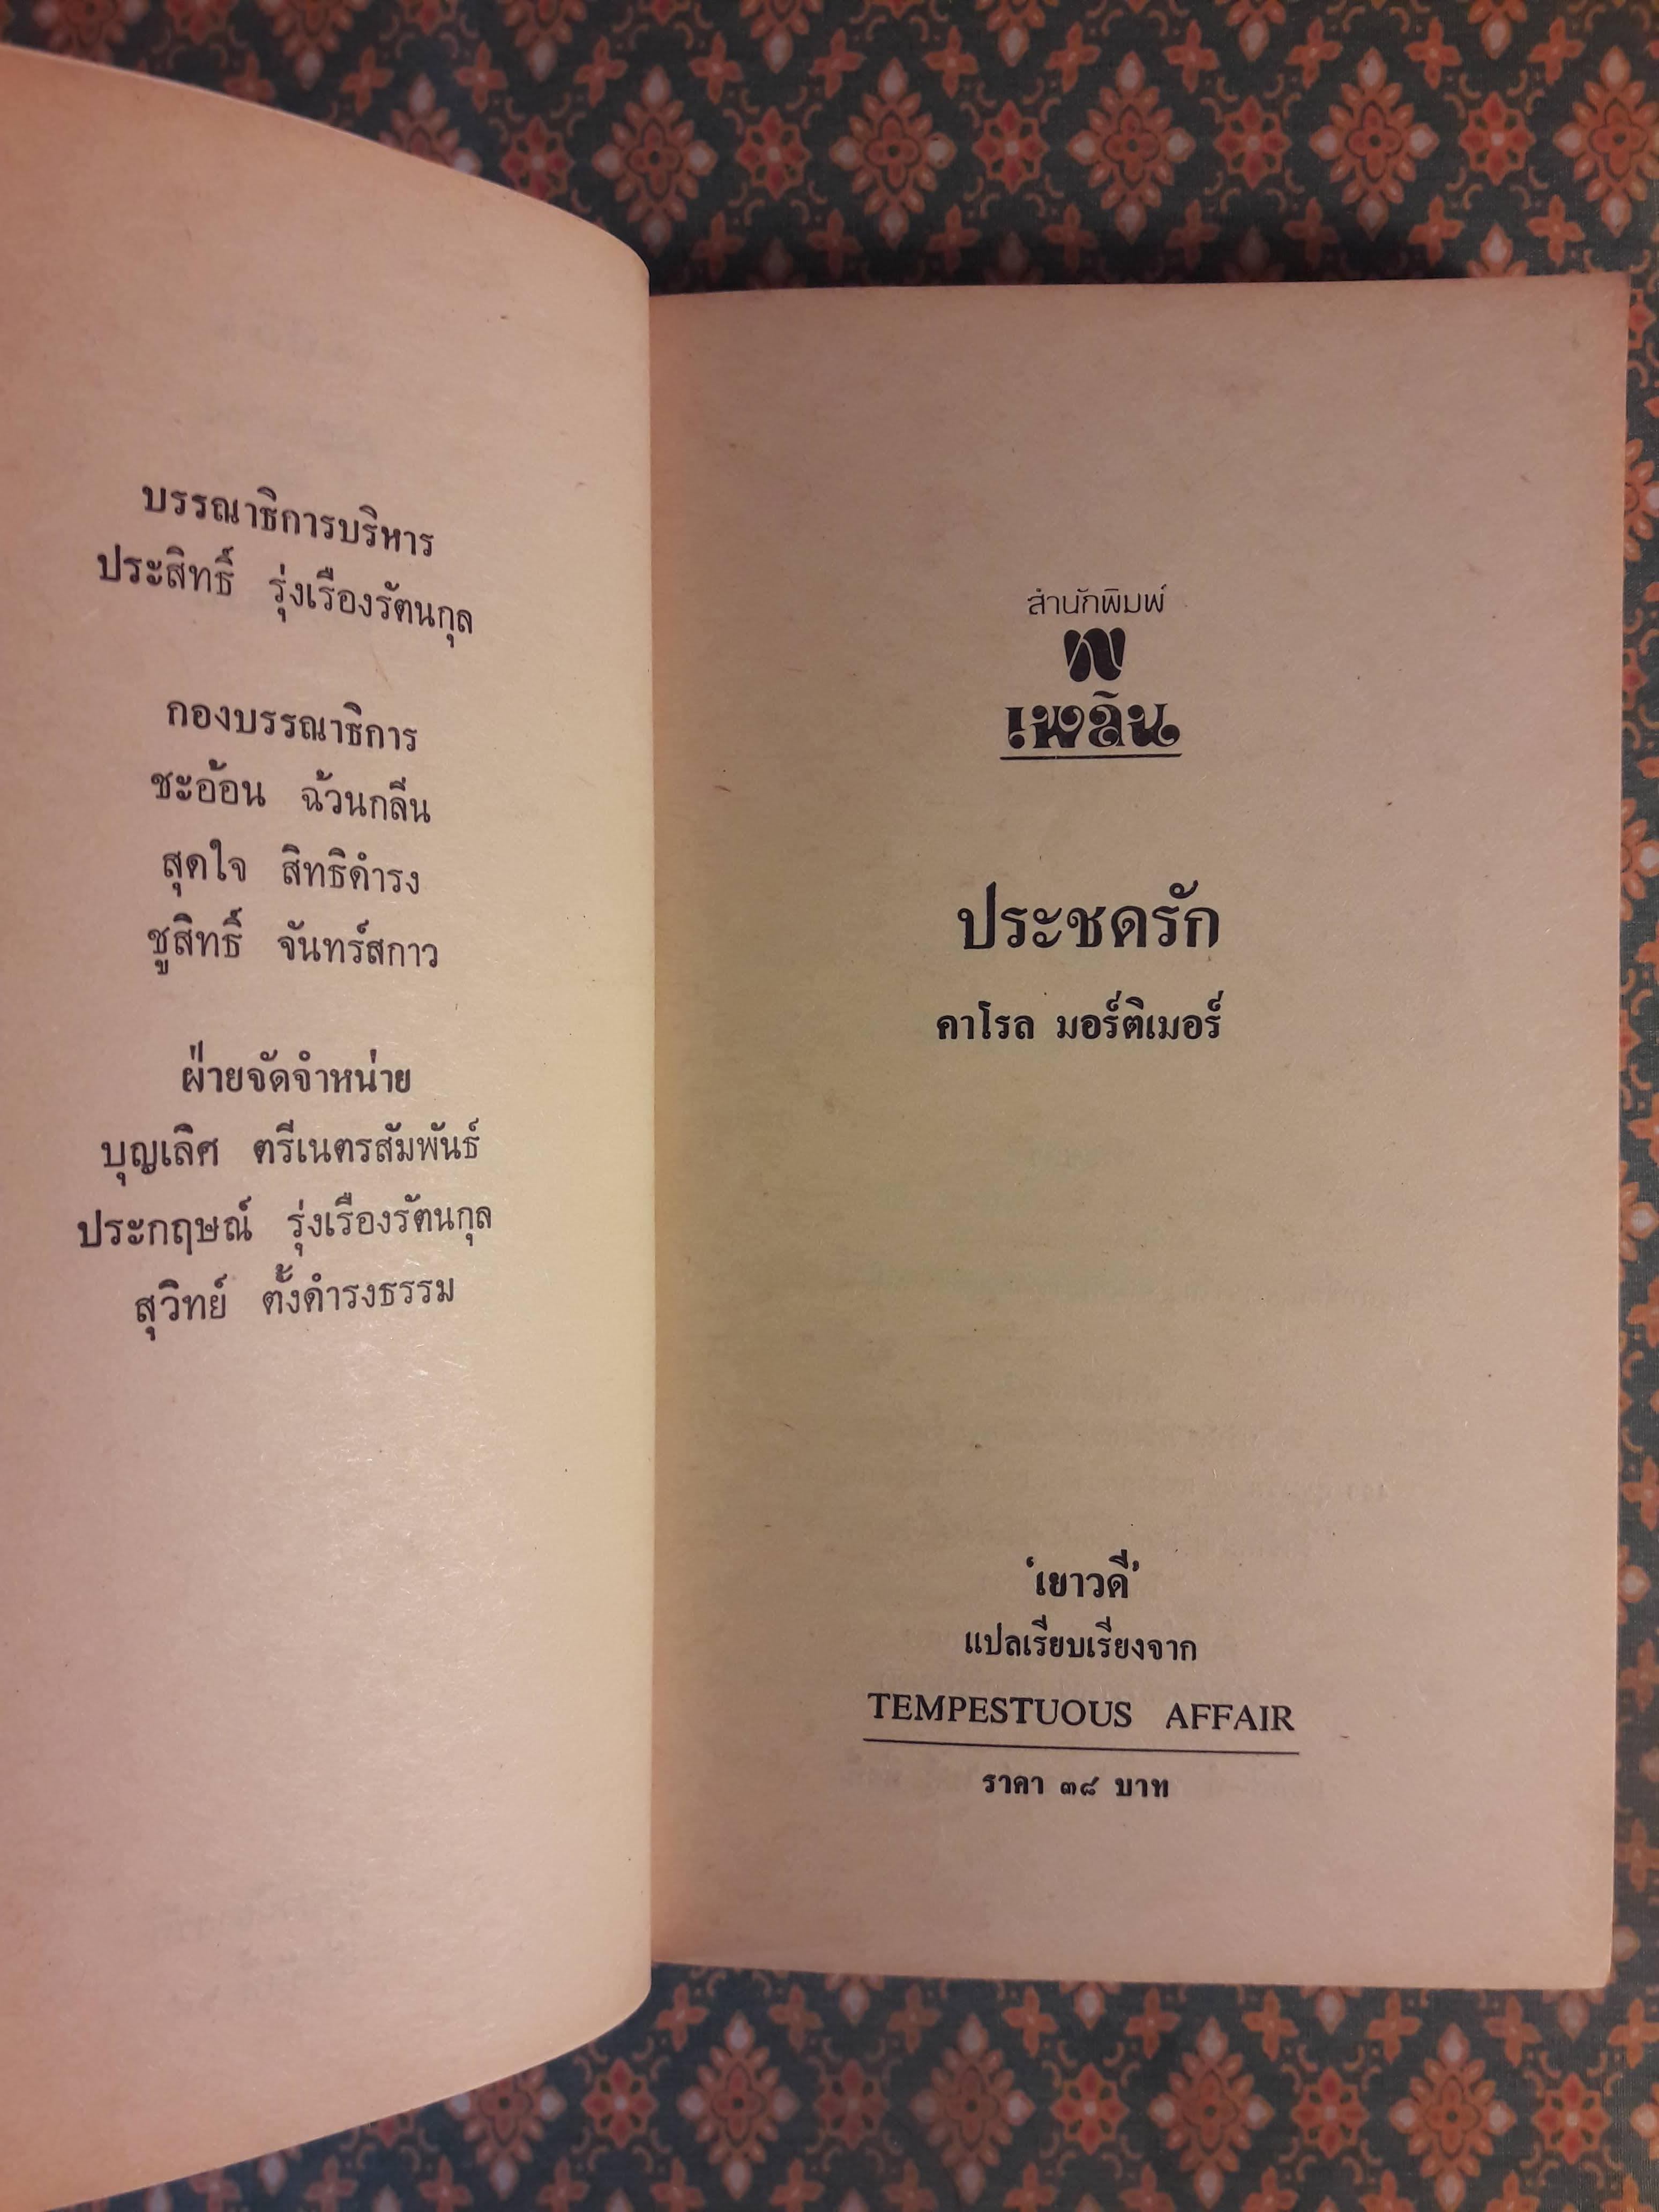 บรรณาธิการบริหาร
ประสิทธิ์ รุ่งเรืองรัตนกุล
กองบรรณาธิการ
ชะอ้อน ฉ้วนกลีน
สุดใจ สิทธิดำรง
ชูสิทธิ์ จันทร์สกาว
ฝ่ายจัดจำหน่าย
บุญเลิศ ตรีเนตรสัมพันธ์
ประกฤษณ์ รุ่งเรืองรัตนกุล
สุวิทย์ ตั้งดำรงธรรม
สำนักพิมพ์
เพลิน
ประชดรัก
คาโรล มอร์ติเมอร์
'เยาวดี'
แปลเรียบเรียงจาก
TEMPESTUOUS AFFAIR
ราคา ๓๘ บาท